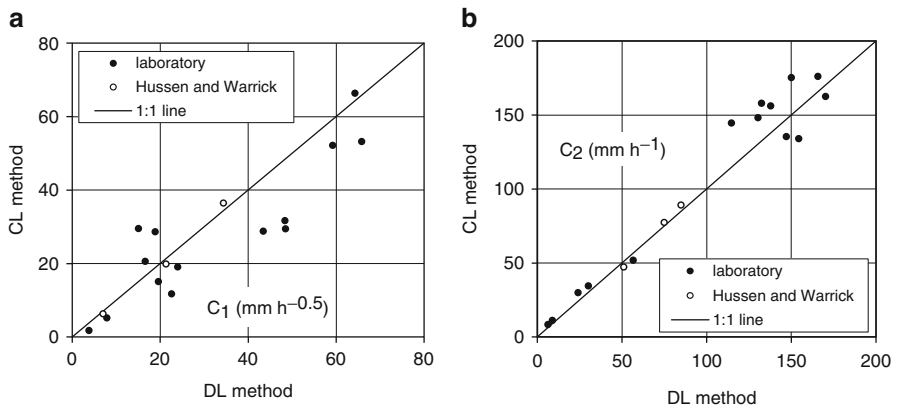 a
80
60
40
20
0
0 20 40 60 80
CL method
DL method
laboratory
Hussen and Warrick
1:1 line
C1 (mm h−0.5)
b
200
150
100
50
0
0 50 100 150 200
CL method
DL method
C2 (mm h−1)
laboratory
Hussen and Warrick
1:1 line